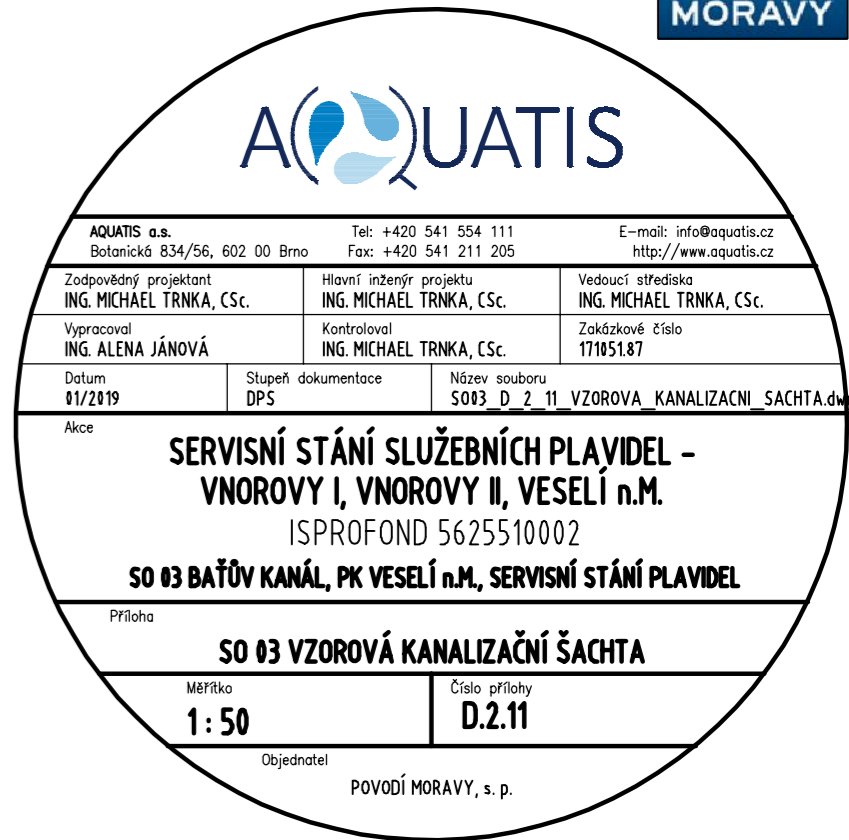 MORAVY
AQUATIS
AQUATIS a.s. Tel: +420 541 554 111 E-mail: info@aquatis.cz
Botanická 834/56, 602 00 Brno Fax: +420 541 211 205 http://www.aquatis.cz
Zodpovědný projektant Hlavní inženýr projektu Vedoucí střediska
ING. MICHAEL TRNKA, CSc. ING. MICHAEL TRNKA, CSc. ING. MICHAEL TRNKA, CSc.
Vypracoval Kontroloval Zakázkové číslo
ING. ALENA JÁNOVÁ ING. MICHAEL TRNKA, CSc. 171051.87
Datum Stupeň dokumentace Název souboru
01/2019 DPS SO03_D_2_11_VZOROVA_KANALIZACNI_SACHTA.dw
Akce
SERVISNÍ STÁNÍ SLUŽEBNÍCH PLAVIDEL -
VNOROVY I, VNOROVY II, VESELÍ n.M.
ISPROFOND 5625510002
SO 03 BAŤŮV KANÁL, PK VESELÍ n.M., SERVISNÍ STÁNÍ PLAVIDEL
Příloha
SO 03 VZOROVÁ KANALIZAČNÍ ŠACHTA
Měřítko Číslo přílohy
1 : 50 D.2.11
Objednatel
POVODÍ MORAVY, s. p.